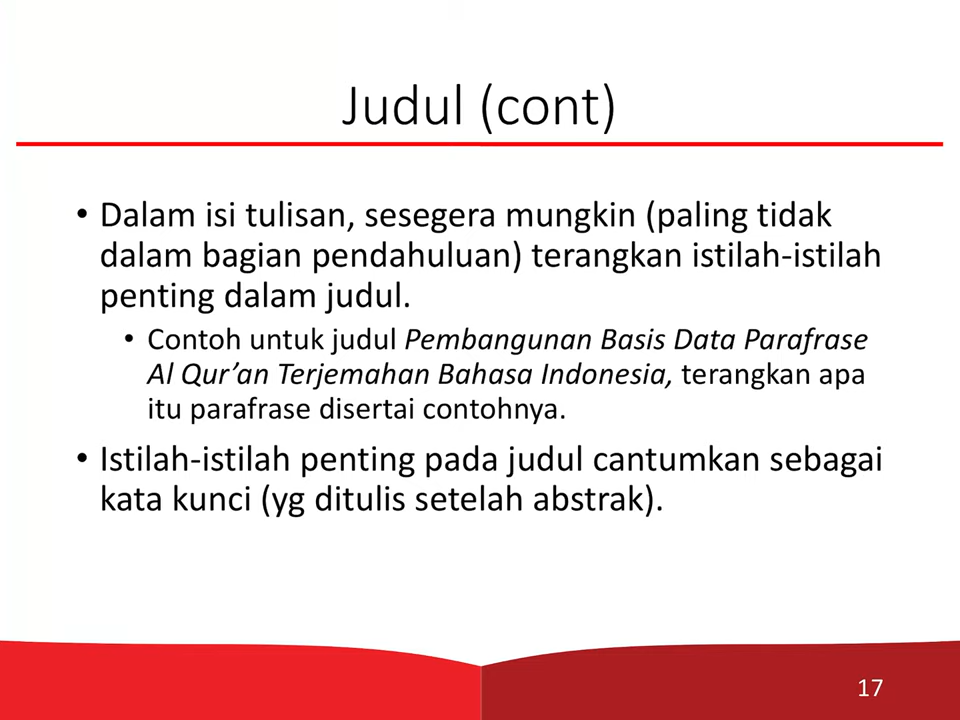 Judul (cont)
• Dalam isi tulisan, sesegera mungkin (paling tidak
dalam bagian pendahuluan) terangkan istilah-istilah
penting dalam judul.
• Contoh untuk judul Pembangunan Basis Data Parafrase
Al Qur’an Terjemahan Bahasa Indonesia, terangkan apa
itu parafrase disertai contohnya.
• Istilah-istilah penting pada judul cantumkan sebagai
kata kunci (yg ditulis setelah abstrak).
17